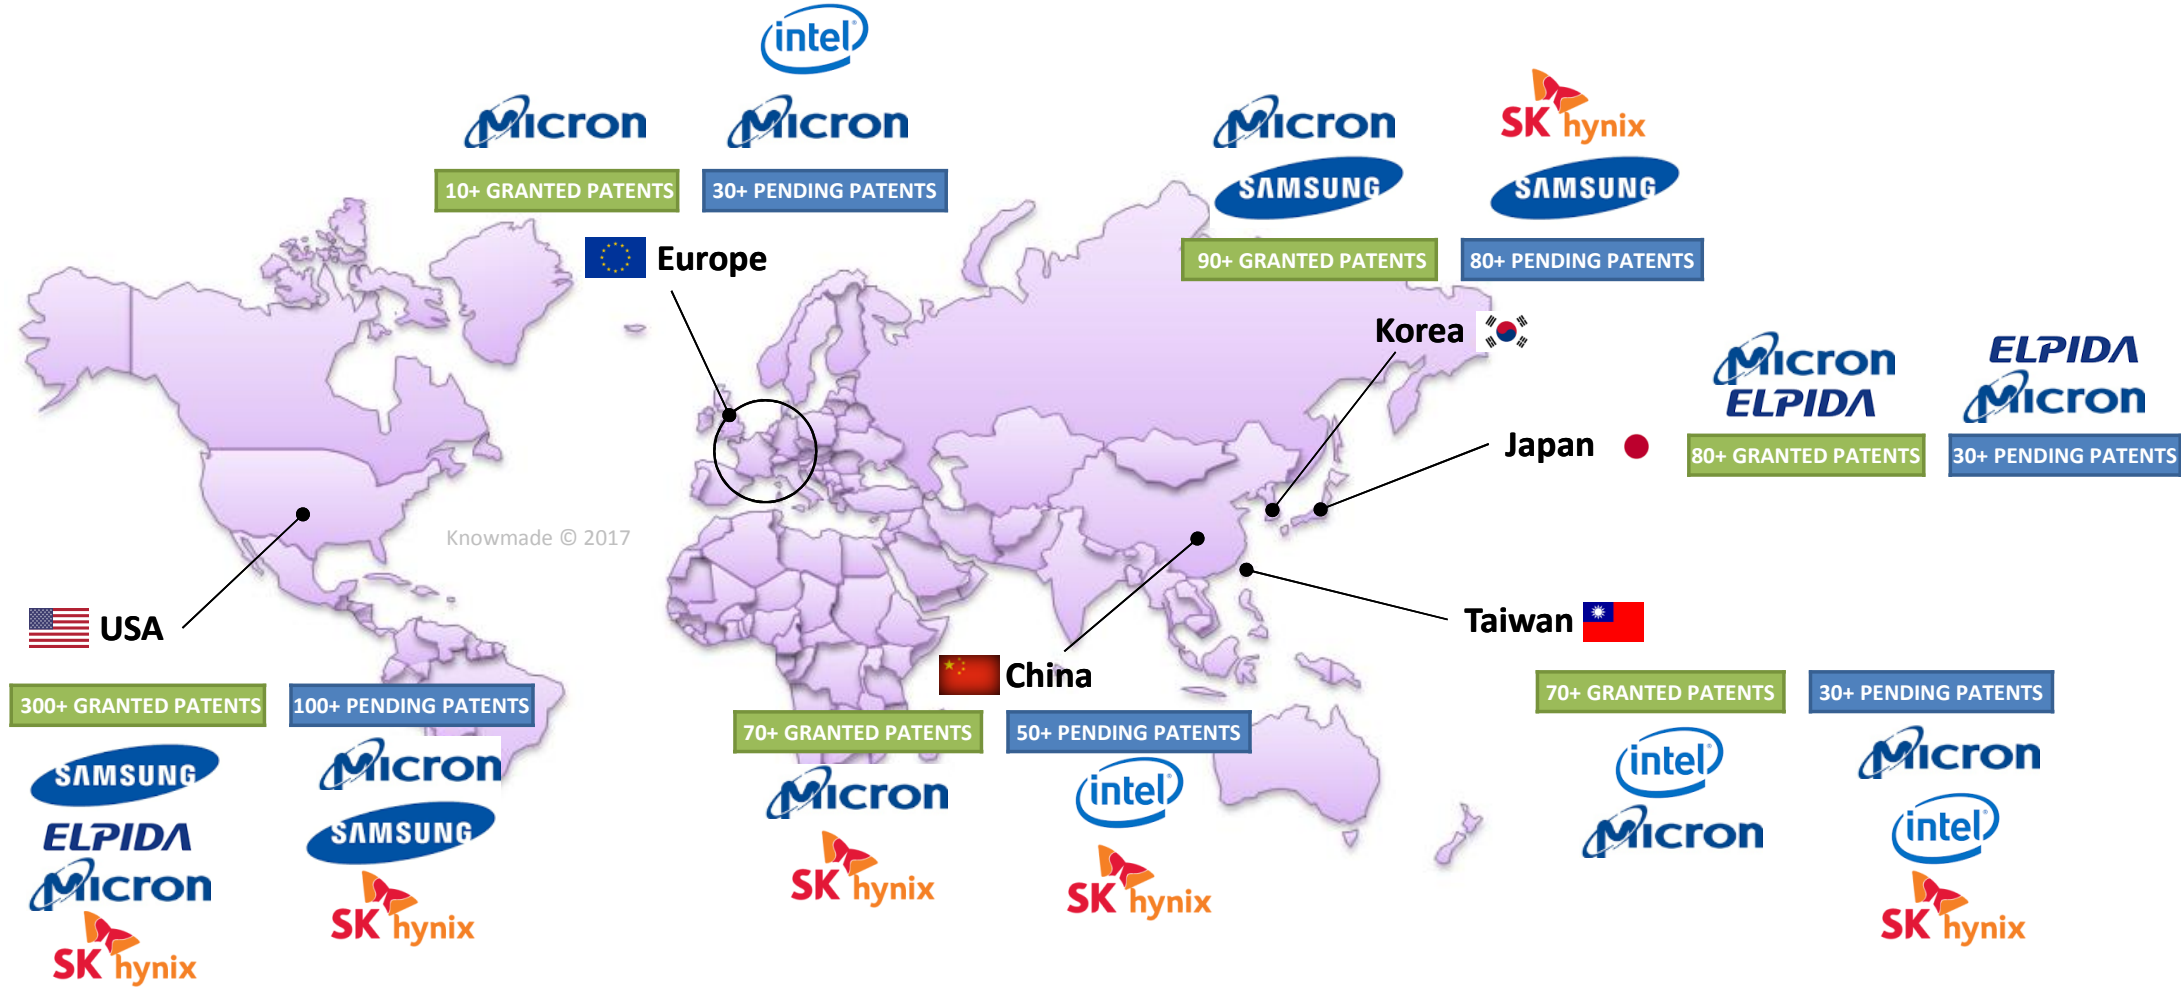 intel®
Micron
Micron
10+ GRANTED PATENTS
30+ PENDING PATENTS
Europe
Micron
SK hynix
SAMSUNG
SAMSUNG
90+ GRANTED PATENTS
80+ PENDING PATENTS
Korea
Micron
ELPIDA
ELPIDA
Micron
Japan
80+ GRANTED PATENTS
30+ PENDING PATENTS
Knowmade © 2017
USA
300+ GRANTED PATENTS
100+ PENDING PATENTS
SAMSUNG
ELPIDA
Micron
SK hynix
Micron
SAMSUNG
SK hynix
China
70+ GRANTED PATENTS
50+ PENDING PATENTS
Micron
SK hynix
intel®
SK hynix
Taiwan
70+ GRANTED PATENTS
30+ PENDING PATENTS
intel®
Micron
Micron
intel®
SK hynix